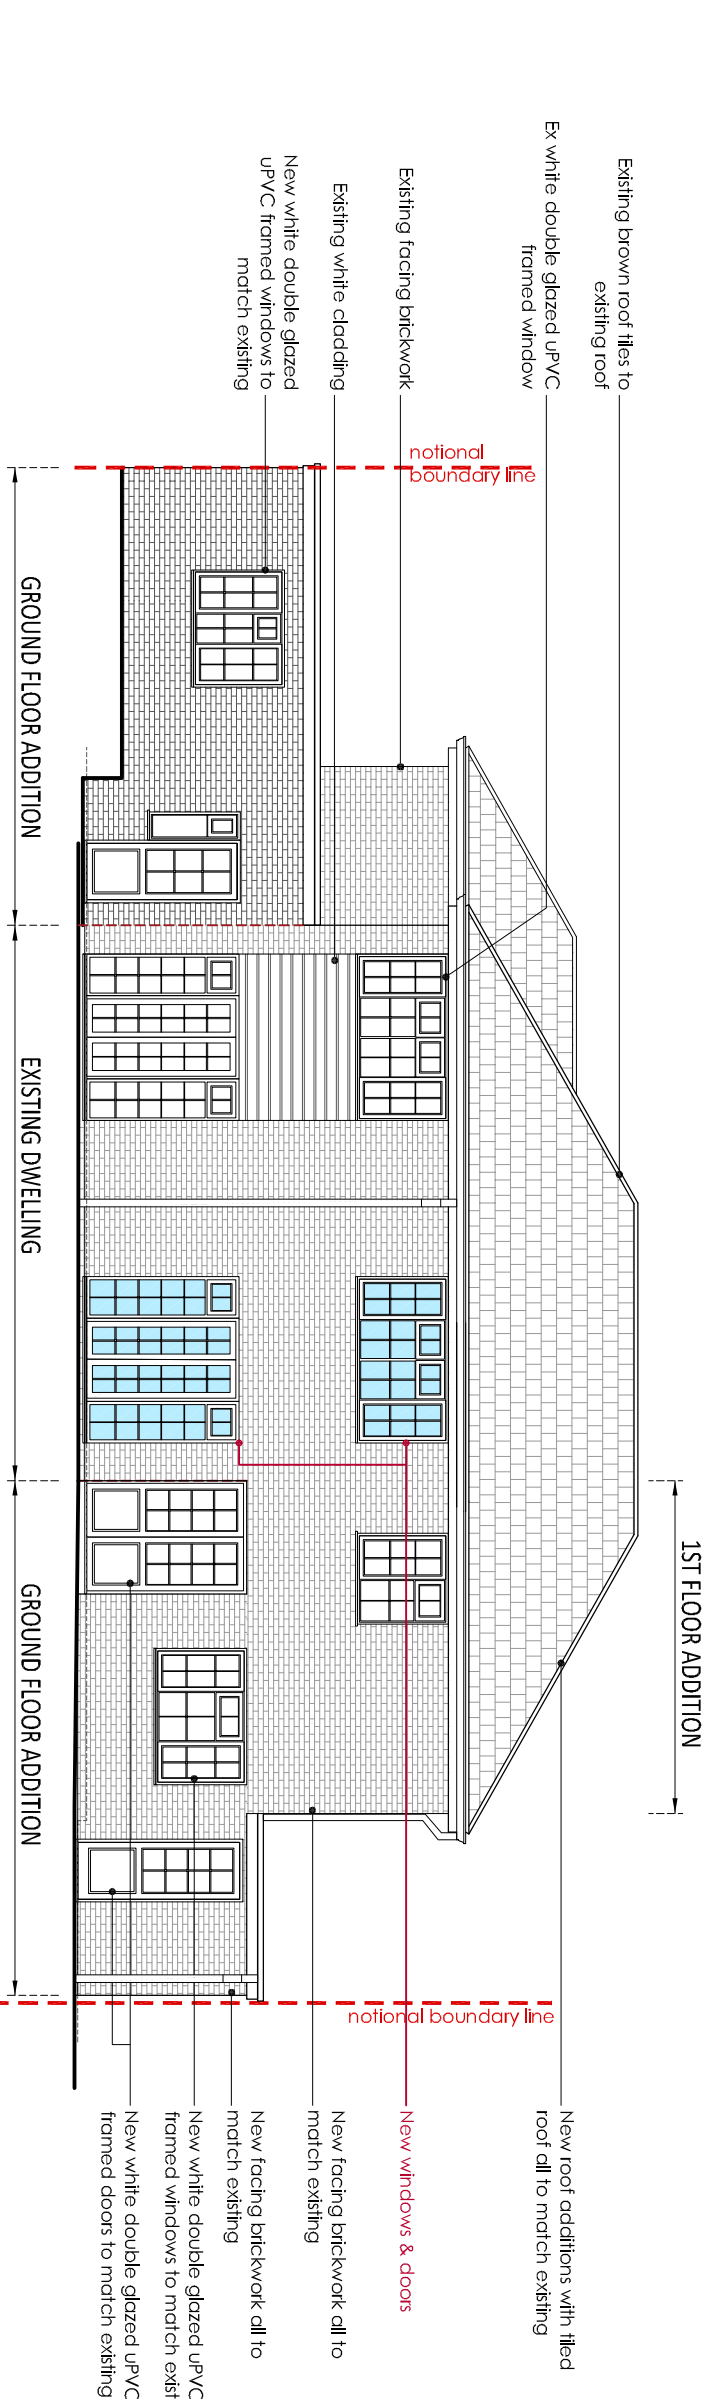 Existing brown roof tiles to
existing roof
Ex white double glazed uPVC
framed window
Existing facing brickwork
Existing white cladding
New white double glazed
uPVC framed windows to
match existing
notional
boundary line
1ST FLOOR ADDITION
GROUND FLOOR ADDITION
EXISTING DWELLING
GROUND FLOOR ADDITION
notional boundary line
New roof additions with tiled
roof all to match existing
New windows & doors
New facing brickwork all to
match existing
New facing brickwork all to
match existing
New white double glazed uPVC
framed windows to match exist
New white double glazed uPVC
framed doors to match existing